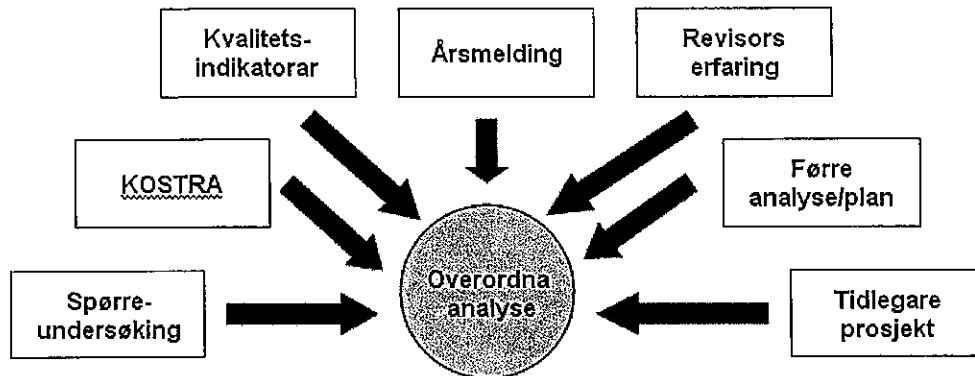 Kvalitets-
indikatorar
Årsmelding
Revisors
erfaring
KOSTRA
Førre
analyse/plan
Spørre-
undersøking
Overordna
analyse
Tidlegare
prosjekt